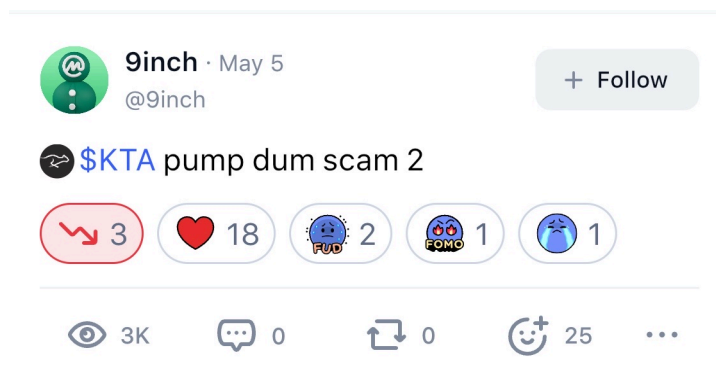 9inch · May 5
+ Follow
@9inch
$KTA pump dum scam 2
3 18 FUD 2 FOMO 1 1
3K 0 0 25